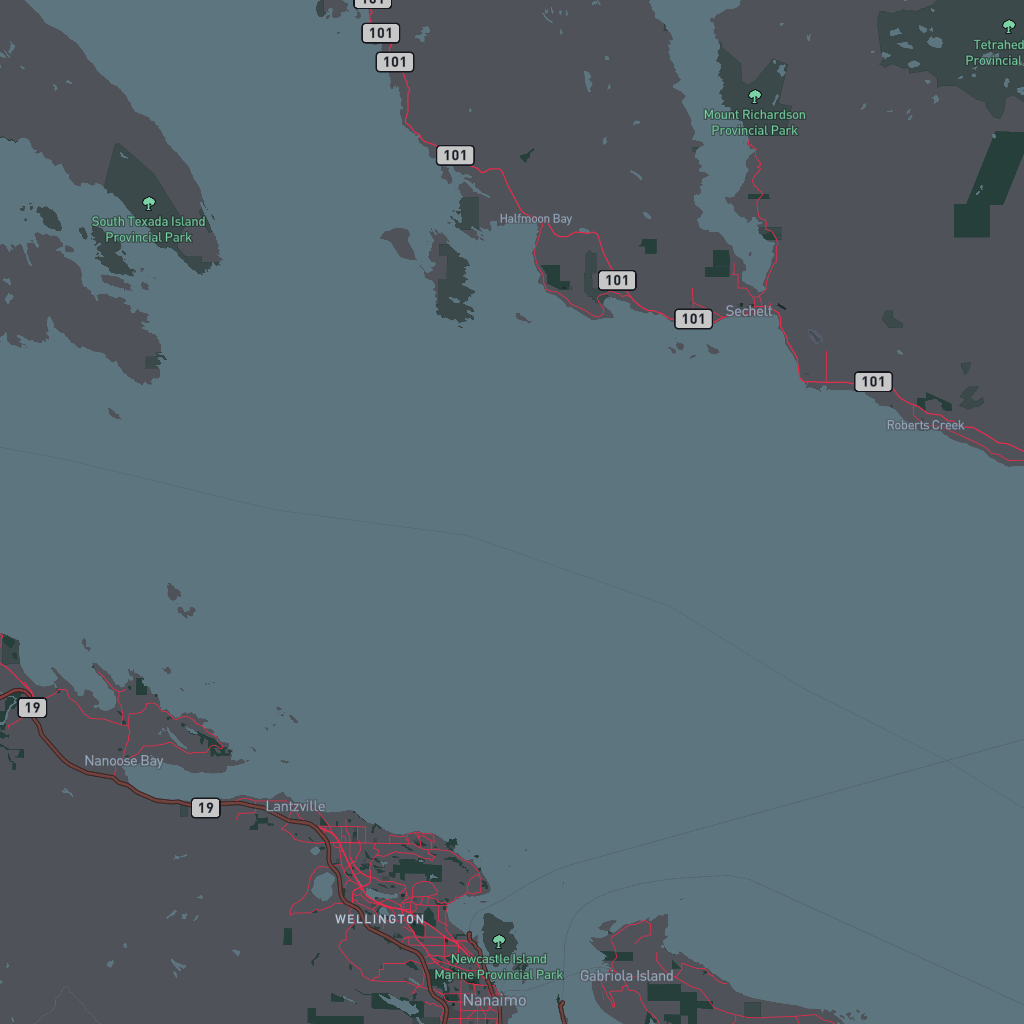 101
101
101
Tetrahed
Provincial
Mount Richardson
Provincial Park
101
South Texada Island
Provincial Park
Halfmoon Bay
101
101
Sechelt
101
Roberts Creek
19
Nanoose Bay
19
Lantzville
WELLINGTON
Newcastle Island
Marine Provincial Park
Gabriola Island
Nanaimo